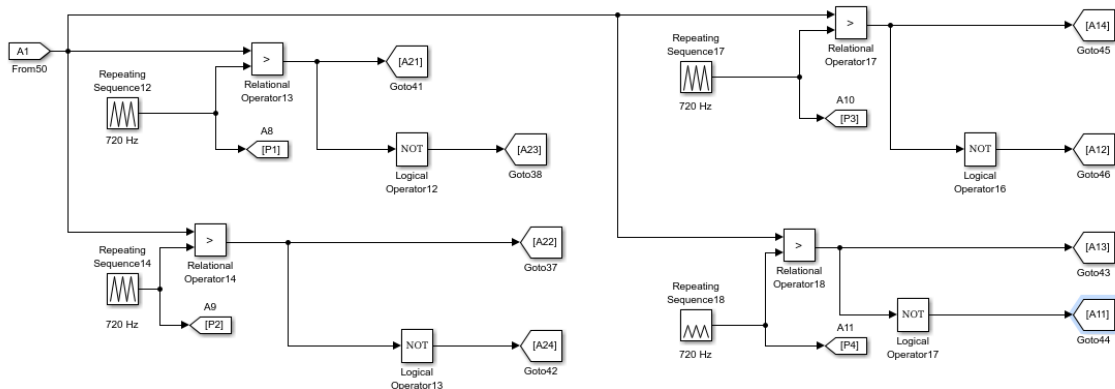 A1
From50
Repeating
Sequence12
720 Hz
>
Relational
Operator13
A8
[P1]
[A21]
Goto41
NOT
Logical
Operator12
[A23]
Goto38
Repeating
Sequence14
720 Hz
>
Relational
Operator14
A9
[P2]
[A22]
Goto37
NOT
Logical
Operator13
[A24]
Goto42
Repeating
Sequence17
720 Hz
>
Relational
Operator17
A10
[P3]
[A14]
Goto45
NOT
Logical
Operator16
[A12]
Goto46
Repeating
Sequence18
720 Hz
>
Relational
Operator18
A11
[P4]
[A13]
Goto43
NOT
Logical
Operator17
[A11]
Goto44